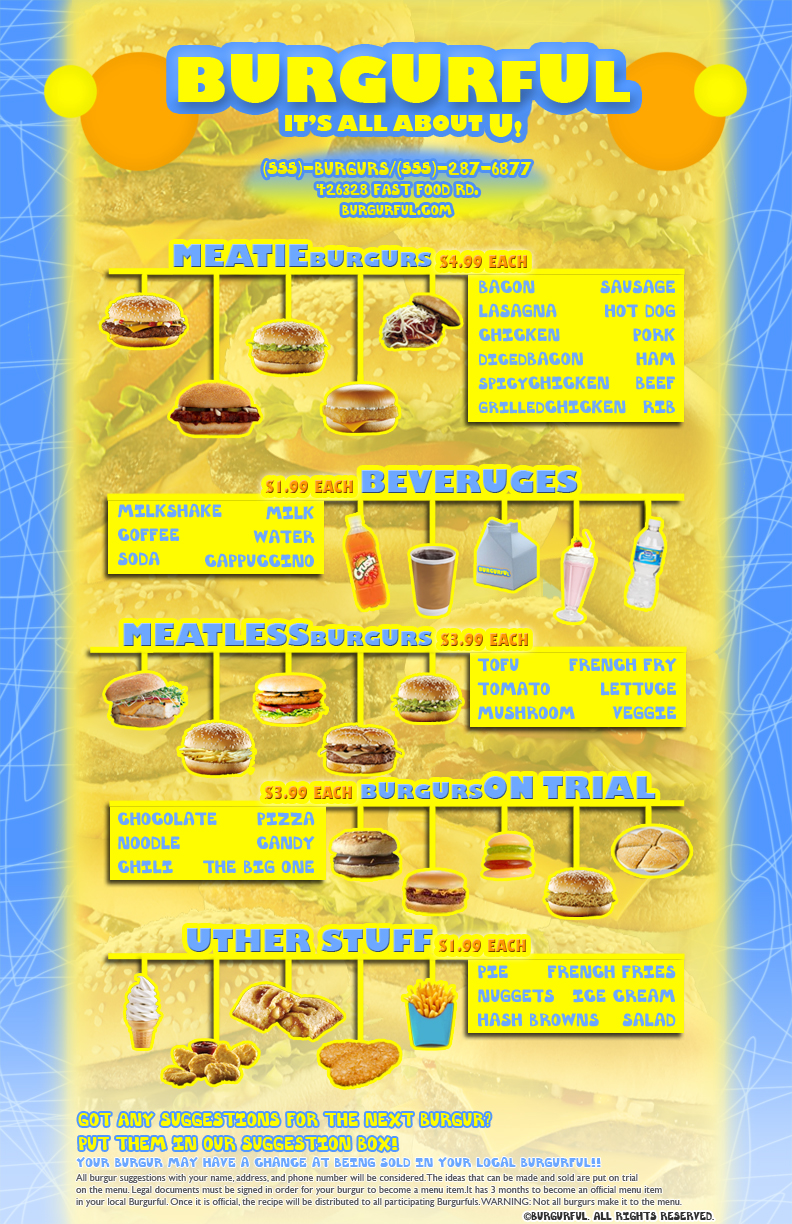 BURGURFUL
IT'S ALL ABOUT U!
(555)-BURGURS/(555)-287-6877
426328 FAST FOOD RD.
BURGURFUL.COM
MEATIEBURGURS $4.99 EACH
BACON SAUSAGE
LASAGNA HOT DOG
CHICKEN PORK
DICEDBACON HAM
SPICYCHICKEN BEEF
GRILLEDCHICKEN RIB
$1.99 EACH BEVERUGES
MILKSHAKE MILK
COFFEE WATER
SODA CAPPUCCINO
Crush
BURGURFUL
MEATLESSBURGURS $3.99 EACH
TOFU FRENCH FRY
TOMATO LETTUCE
MUSHROOM VEGGIE
$3.99 EACH BURGURSON TRIAL
CHOCOLATE PIZZA
NOODLE CANDY
CHILI THE BIG ONE
UTHER STUFF $1.99 EACH
PIE FRENCH FRIES
NUGGETS ICE CREAM
HASH BROWNS SALAD
GOT ANY SUGGESTIONS FOR THE NEXT BURGUR?
PUT THEM IN OUR SUGGESTION BOX!
YOUR BURGUR MAY HAVE A CHANCE AT BEING SOLD IN YOUR LOCAL BURGURFUL!!
All burgur suggestions with your name, address, and phone number will be considered. The ideas that can be made and sold are put on trial
on the menu. Legal documents must be signed in order for your burgur to become a menu item. It has 3 months to become an official menu item
in your local Burgurful. Once it is official, the recipe will be distributed to all participating Burgurfuls. WARNING: Not all burgurs make it to the menu.
©BURGURFUL. ALL RIGHTS RESERVED.